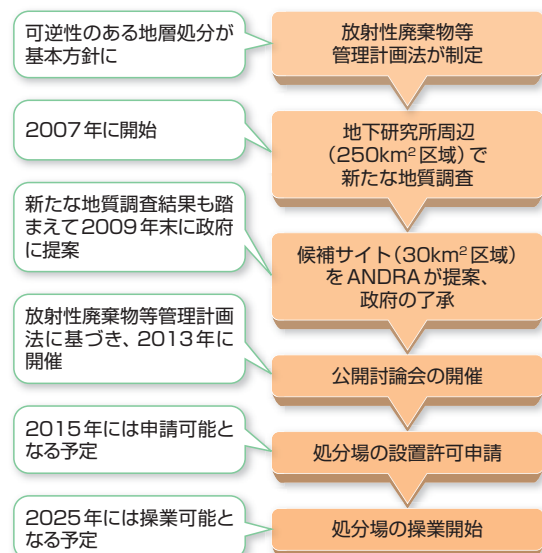 可逆性のある地層処分が
基本方針に
放射性廃棄物等
管理計画法が制定
2007年に開始
地下研究所周辺
（250km²区域）で
新たな地質調査
新たな地質調査結果も踏
まえて2009年末に政府
に提案
候補サイト（30km²区域）
をANDRAが提案、
政府の了承
放射性廃棄物等管理計画
法に基づき、2013年に
開催
公開討論会の開催
2015年には申請可能と
なる予定
処分場の設置許可申請
2025年には操業可能と
なる予定
処分場の操業開始